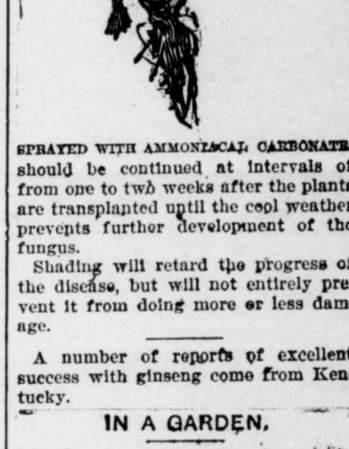 SPRAYED WITH AMMONIACAL CARBONATE
should be continued at intervals of
from one to two weeks after the plants
are transplanted until the cool weather
prevents further development of the
fungus.
Shading will retard the progress of
the disease, but will not entirely pre
vent it from doing more or less dam
age.
A number of reports of excellent
success with ginseng come from Ken
tucky.
IN A GARDEN.